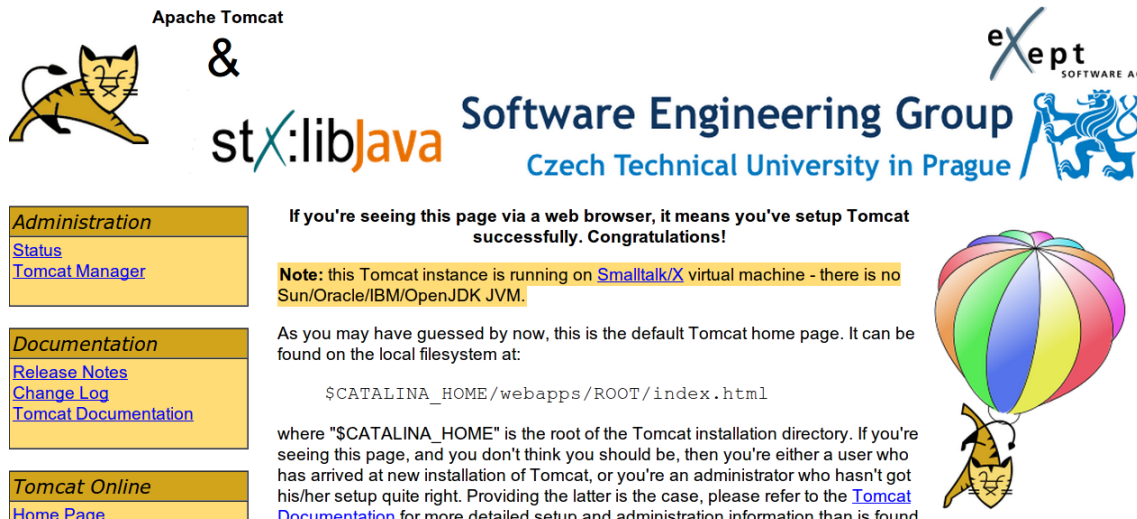 Apache Tomcat
&
stx:libJava
eXept
SOFTWARE AG
Software Engineering Group
Czech Technical University in Prague
Administration
Status
Tomcat Manager
Documentation
Release Notes
Change Log
Tomcat Documentation
Tomcat Online
Home Page
If you're seeing this page via a web browser, it means you've setup Tomcat
successfully. Congratulations!
Note: this Tomcat instance is running on Smalltalk/X virtual machine - there is no
Sun/Oracle/IBM/OpenJDK JVM.
As you may have guessed by now, this is the default Tomcat home page. It can be
found on the local filesystem at:
$CATALINA_HOME/webapps/ROOT/index.html
where "$CATALINA_HOME" is the root of the Tomcat installation directory. If you're
seeing this page, and you don't think you should be, then you're either a user who
has arrived at new installation of Tomcat, or you're an administrator who hasn't got
his/her setup quite right. Providing the latter is the case, please refer to the Tomcat
Documentation for more detailed setup and administration information than is found